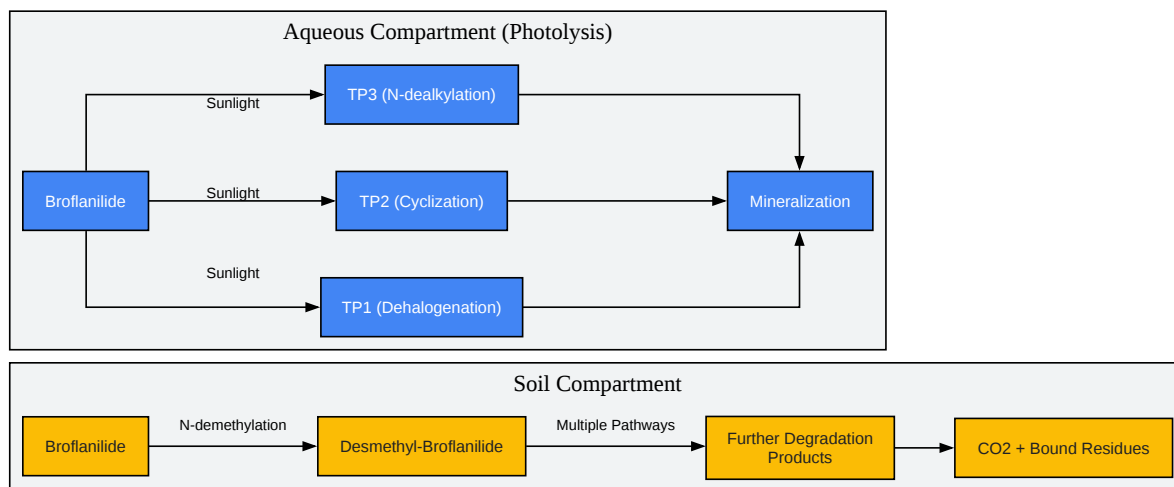 Aqueous Compartment (Photolysis)
TP3 (N-dealkylation)
Sunlight
Broflanilide
Sunlight
TP2 (Cyclization)
Mineralization
Sunlight
TP1 (Dehalogenation)
Soil Compartment
Broflanilide
N-demethylation
Desmethyl-Broflanilide
Multiple Pathways
Further Degradation
Products
CO2 + Bound Residues